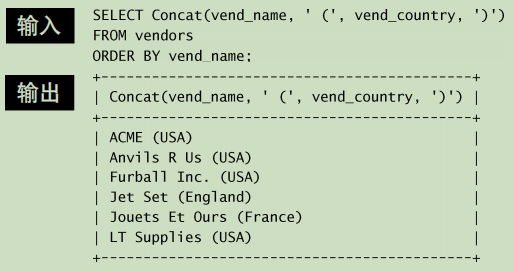 输入
SELECT Concat(vend_name, ' (', vend_country, ')')
FROM vendors
ORDER BY vend_name;
输出
+----------------------------------------------+
| Concat(vend_name, ' (', vend_country, ')') |
+----------------------------------------------+
| ACME (USA) |
| Anvils R Us (USA) |
| Furball Inc. (USA) |
| Jet Set (England) |
| Jouets Et Ours (France) |
| LT Supplies (USA) |
+----------------------------------------------+